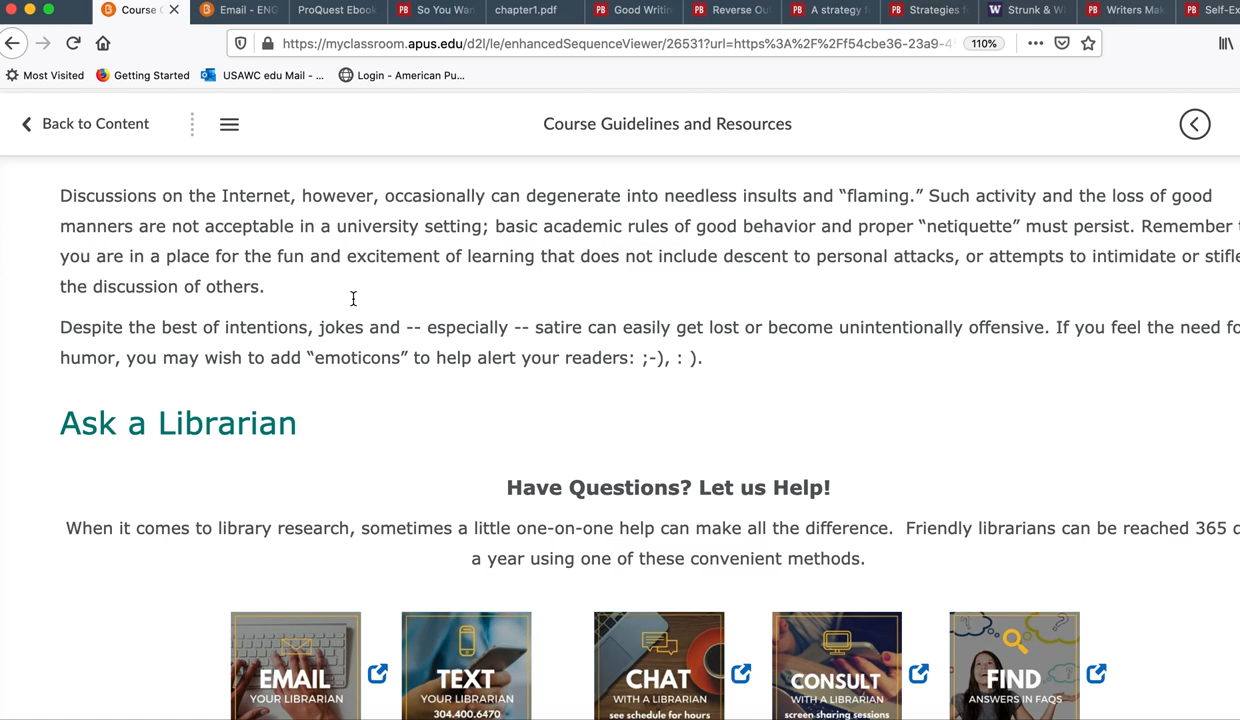 Course
Email - ENG
ProQuest Ebook
So You Wan
chapter1.pdf
Good Writin
Reverse Ou
A strategy f
Strategies f
Strunk & W
Writers Mak
Self-Ex
https://myclassroom.apus.edu/d2l/le/enhancedSequenceViewer/26531?url=https%3A%2F%2Ff54cbe36-23a9-4
110%
Most Visited
Getting Started
USAWC edu Mail - ...
Login - American Pu...
Back to Content
Course Guidelines and Resources
Discussions on the Internet, however, occasionally can degenerate into needless insults and “flaming.” Such activity and the loss of good
manners are not acceptable in a university setting; basic academic rules of good behavior and proper “netiquette” must persist. Remember
you are in a place for the fun and excitement of learning that does not include descent to personal attacks, or attempts to intimidate or stifle
the discussion of others.
Despite the best of intentions, jokes and -- especially -- satire can easily get lost or become unintentionally offensive. If you feel the need fo
humor, you may wish to add “emoticons” to help alert your readers: ;-), : ).
Ask a Librarian
Have Questions? Let us Help!
When it comes to library research, sometimes a little one-on-one help can make all the difference. Friendly librarians can be reached 365 d
a year using one of these convenient methods.
EMAIL
YOUR LIBRARIAN
TEXT
YOUR LIBRARIAN
304.400.6470
CHAT
WITH A LIBRARIAN
see schedule for hours
CONSULT
WITH A LIBRARIAN
screen sharing sessions
FIND
ANSWERS IN FAQS